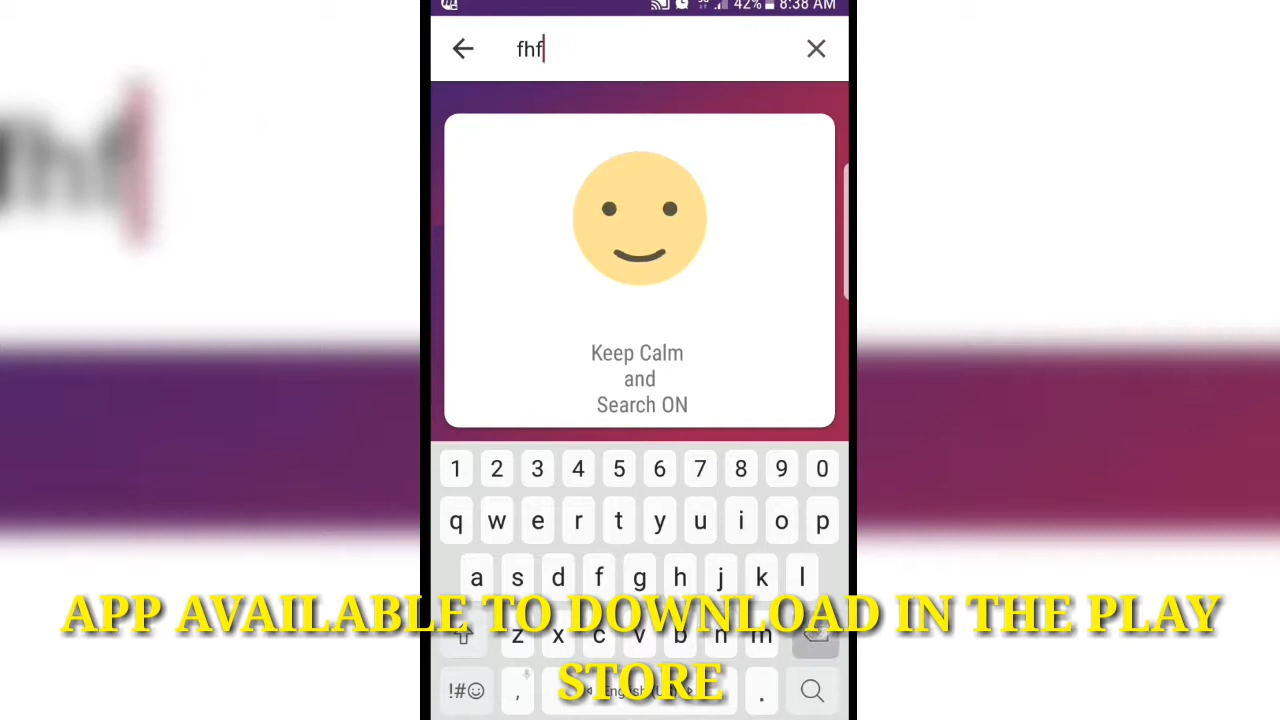 42% 8:38 AM
fhf
fhf
Keep Calm
and
Search ON
1 2 3 4 5 6 7 8 9 0
q w e r t y u i o p
a s d f g h j k l
APP AVAILABLE TO DOWNLOAD IN THE PLAY
z x c v b n m
STORE
!#☺ , .